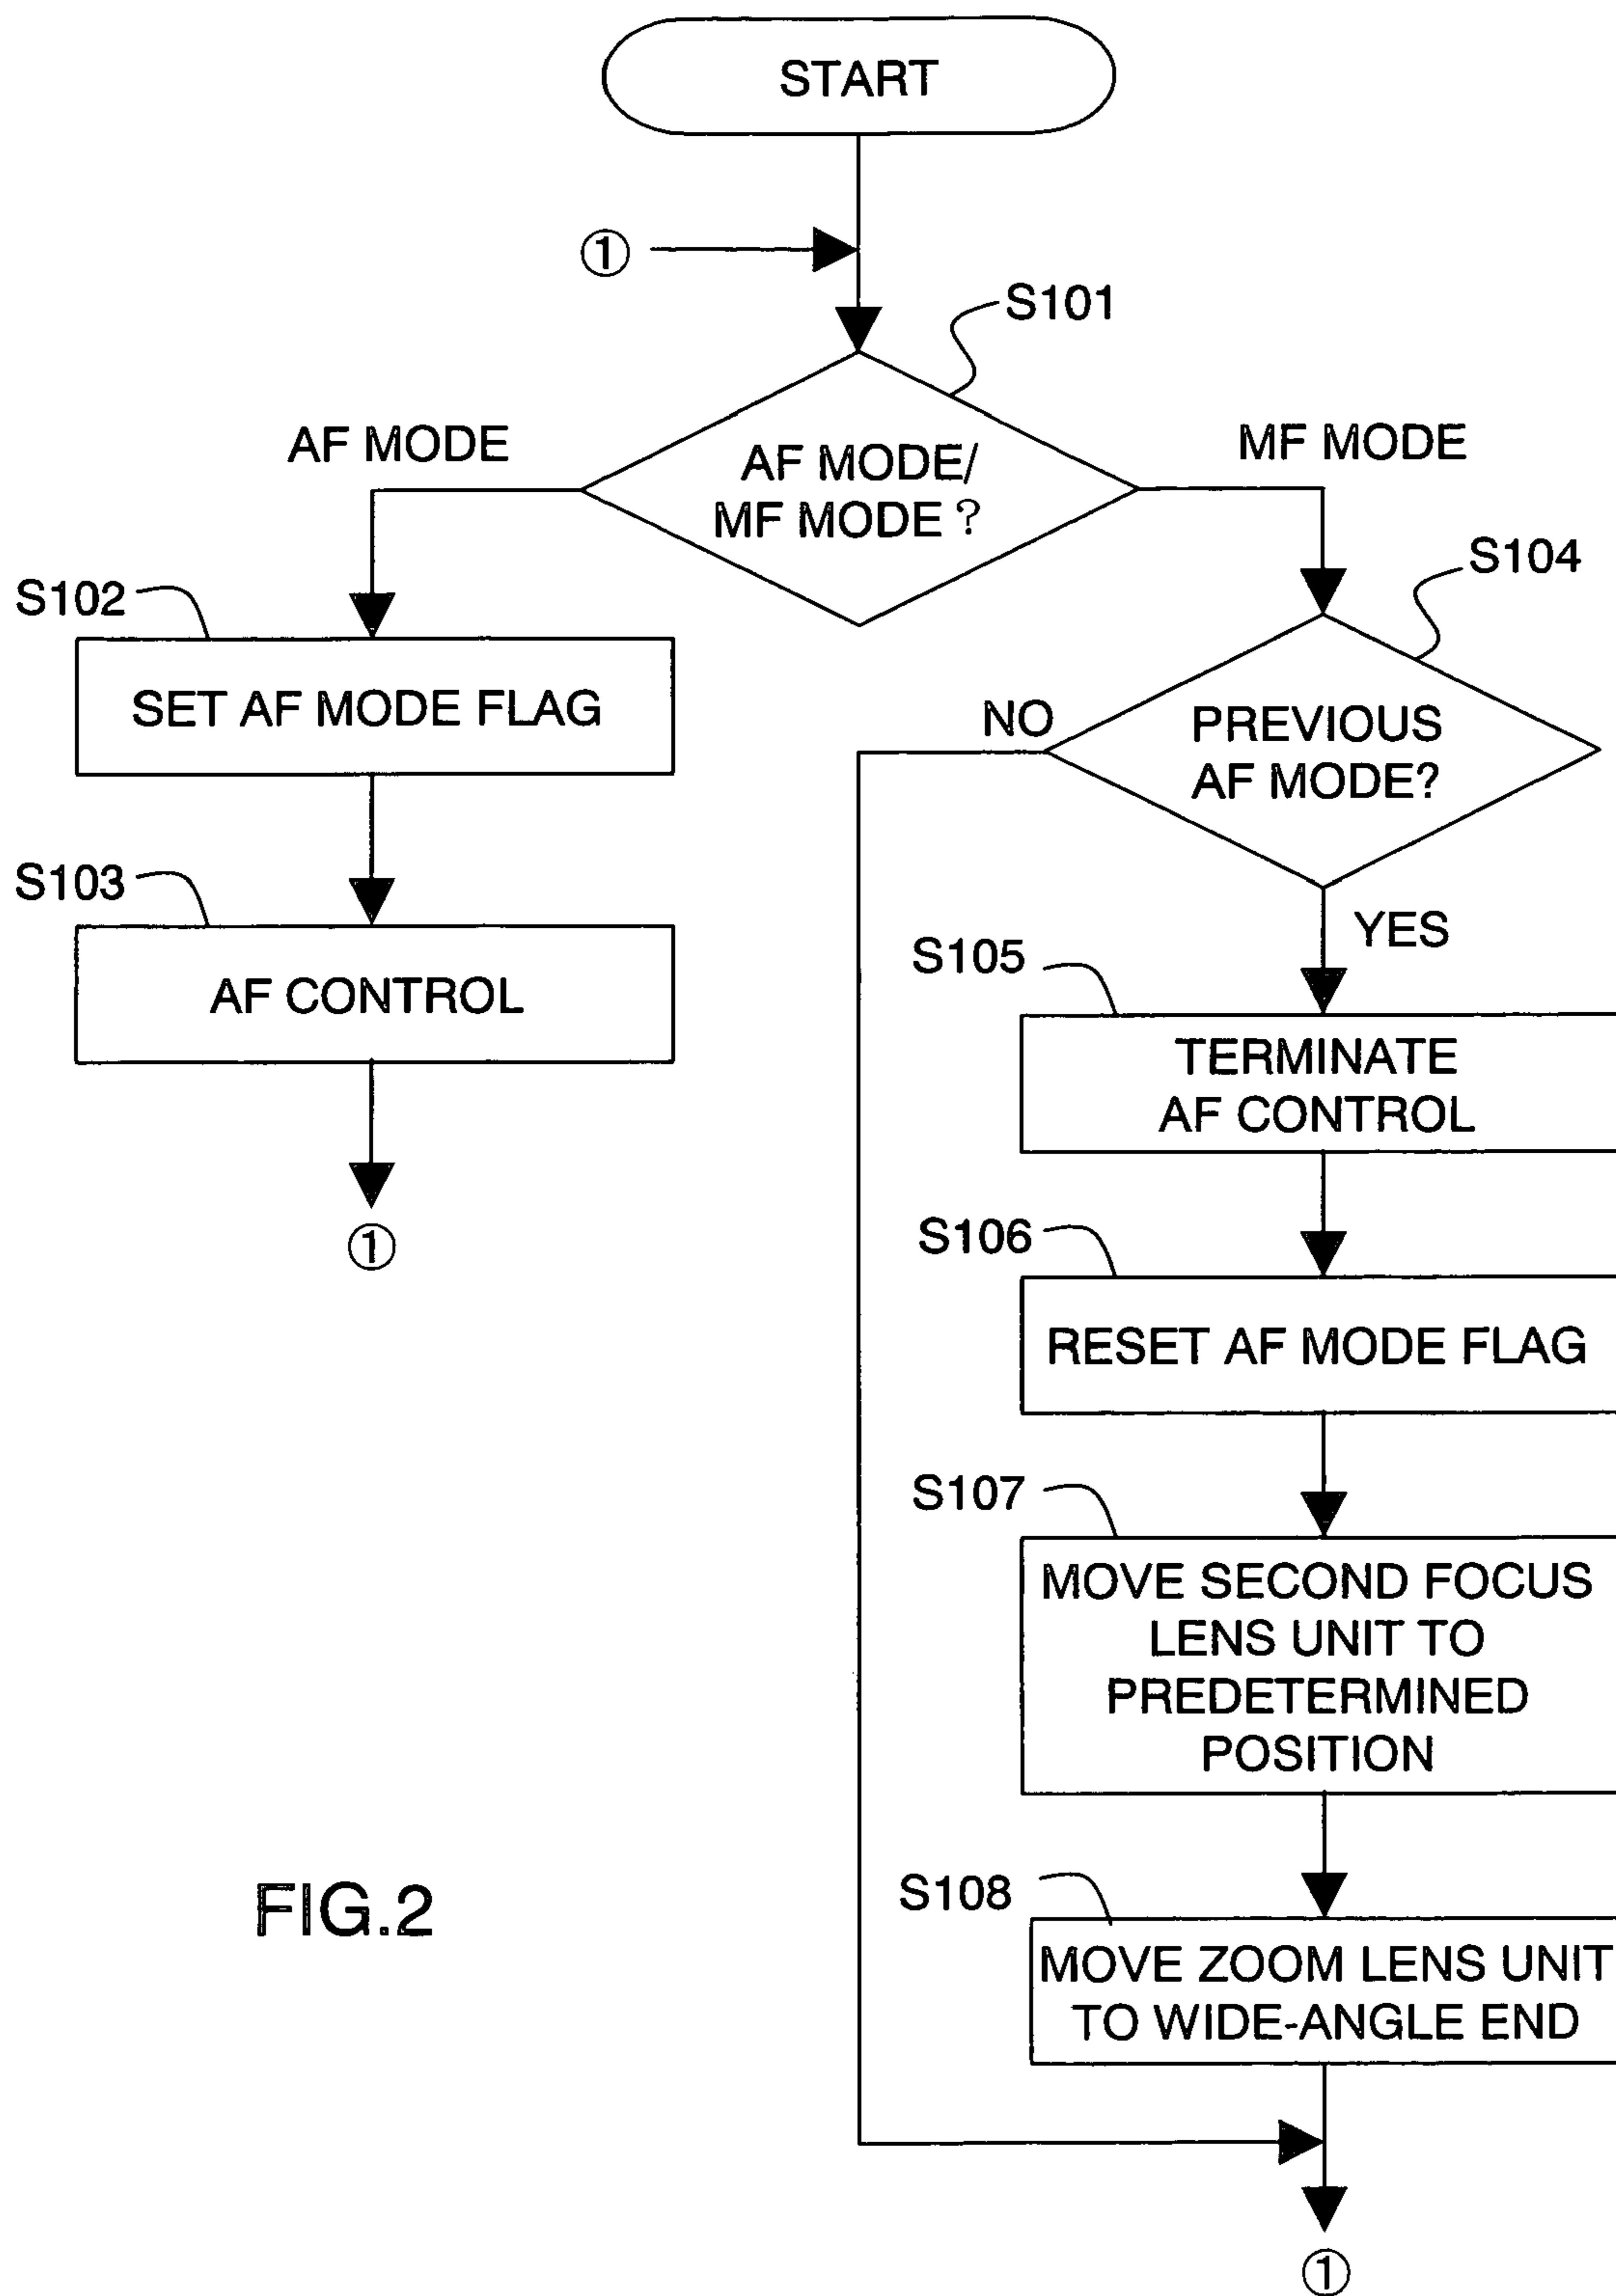 START
①
S101
AF MODE
AF MODE/
MF MODE?
MF MODE
S102
SET AF MODE FLAG
S103
AF CONTROL
①
S104
PREVIOUS
AF MODE?
NO
YES
S105
TERMINATE
AF CONTROL
S106
RESET AF MODE FLAG
S107
MOVE SECOND FOCUS
LENS UNIT TO
PREDETERMINED
POSITION
S108
MOVE ZOOM LENS UNIT
TO WIDE-ANGLE END
①
FIG.2